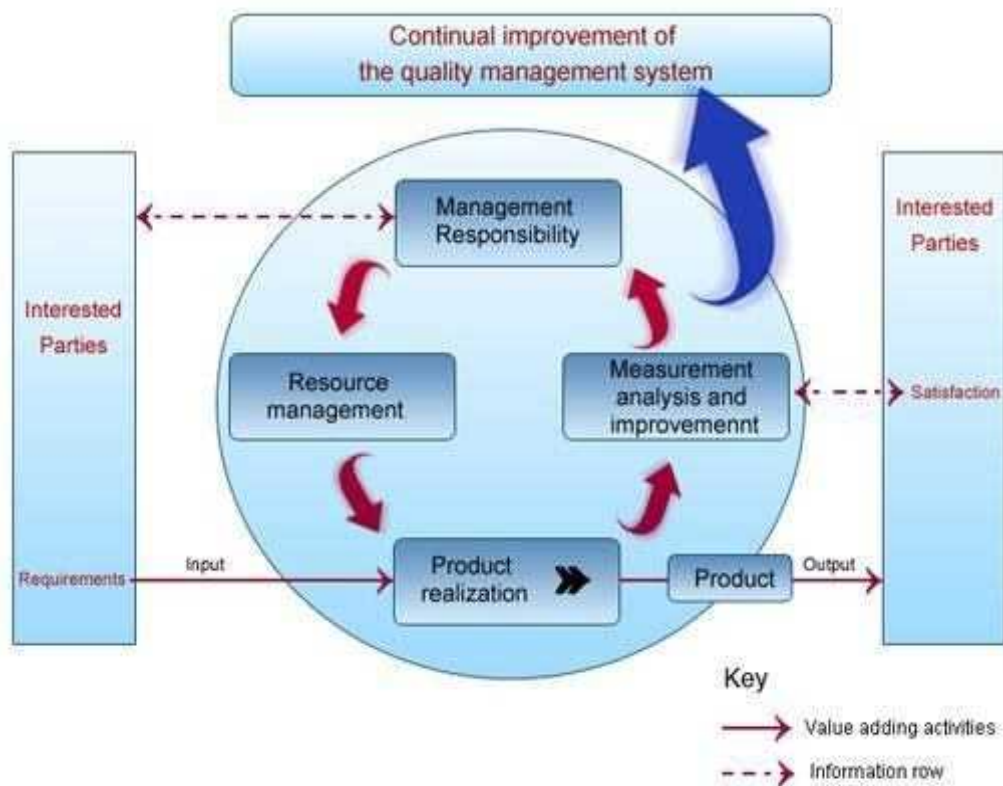 Continual improvement of
the quality management system
Interested
Parties
Requirements
Input
Management
Responsibility
Resource
management
Measurement
analysis and
improvemennt
Product
realization
Product
Output
Interested
Parties
Satisfaction
Key
Value adding activities
Information row